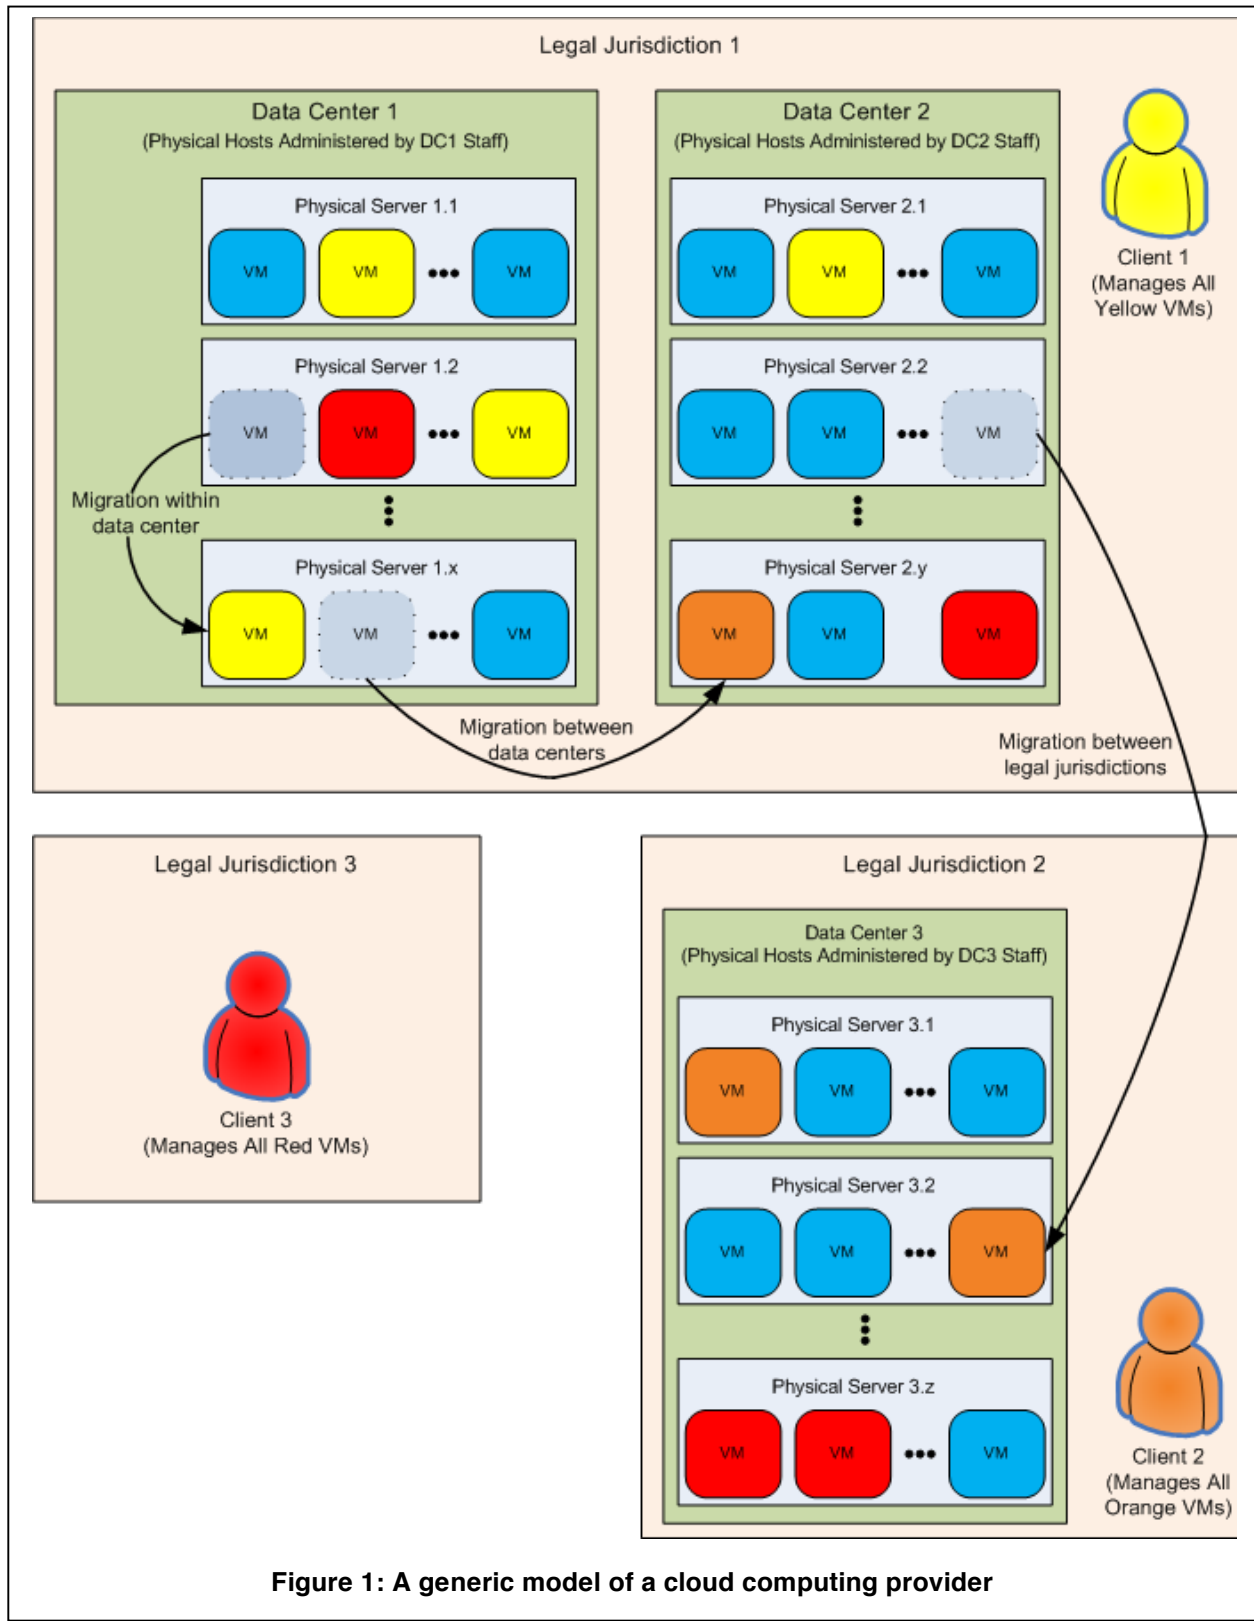 Legal Jurisdiction 1
Data Center 1
(Physical Hosts Administered by DC1 Staff)
Physical Server 1.1
VM
VM
VM
Physical Server 1.2
VM
VM
VM
Migration within
data center
Physical Server 1.x
VM
VM
VM
Data Center 2
(Physical Hosts Administered by DC2 Staff)
Physical Server 2.1
VM
VM
VM
Physical Server 2.2
VM
VM
VM
Physical Server 2.y
VM
VM
VM
Client 1
(Manages All
Yellow VMs)
Migration between
data centers
Migration between
legal jurisdictions
Legal Jurisdiction 3
Client 3
(Manages All Red VMs)
Legal Jurisdiction 2
Data Center 3
(Physical Hosts Administered by DC3 Staff)
Physical Server 3.1
VM
VM
VM
Physical Server 3.2
VM
VM
VM
Physical Server 3.z
VM
VM
VM
Client 2
(Manages All
Orange VMs)
Figure 1: A generic model of a cloud computing provider